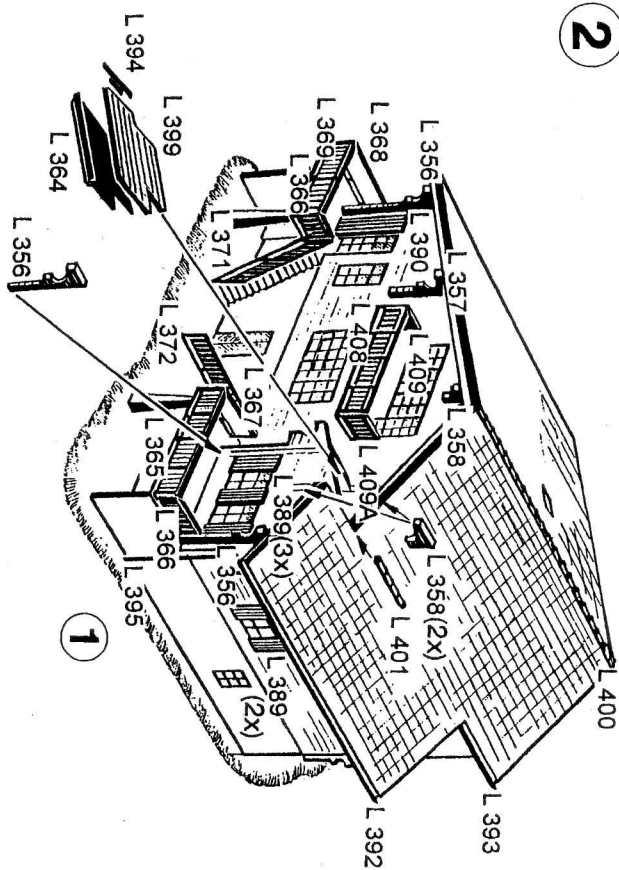 2
L 394
L 399
L 364
L 368
L 369
L 366
L 356
L 371
L 390
L 357
L 356
L 372
L 408
L 409
L 367
L 358
L 365
L 409A
L 389(3x)
L 366
L 358(2x)
L 356
L 401
L 395
1
L 389
(2x)
L 400
L 393
L 392